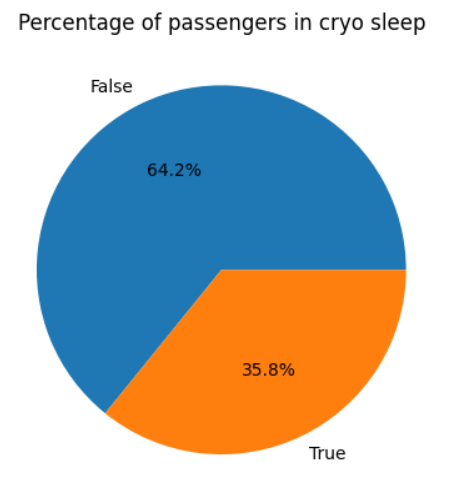 Percentage of passengers in cryo sleep
False
64.2%
35.8%
True